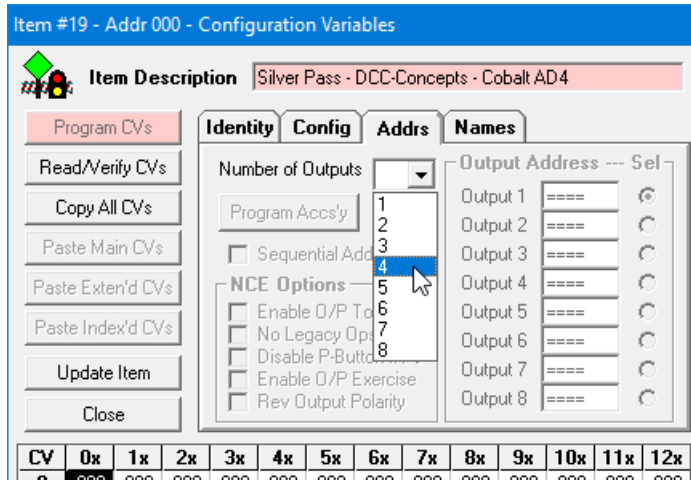 Item #19 - Addr 000 - Configuration Variables
Item Description Silver Pass - DCC-Concepts - Cobalt AD4
Program CVs
Read/Verify CVs
Copy All CVs
Paste Main CVs
Paste Exten'd CVs
Paste Index'd CVs
Update Item
Close
Identity Config Addrs Names
Number of Outputs
Program Accs'y
Sequential Add
1
2
3
4
5
6
7
8
NCE Options
Enable O/P To
No Legacy Ops
Disable P-Butto
Enable O/P Exercise
Rev Output Polarity
Output Address --- Sel
Output 1 ====
Output 2 ====
Output 3 ====
Output 4 ====
Output 5 ====
Output 6 ====
Output 7 ====
Output 8 ====
CV 0x 1x 2x 3x 4x 5x 6x 7x 8x 9x 10x 11x 12x